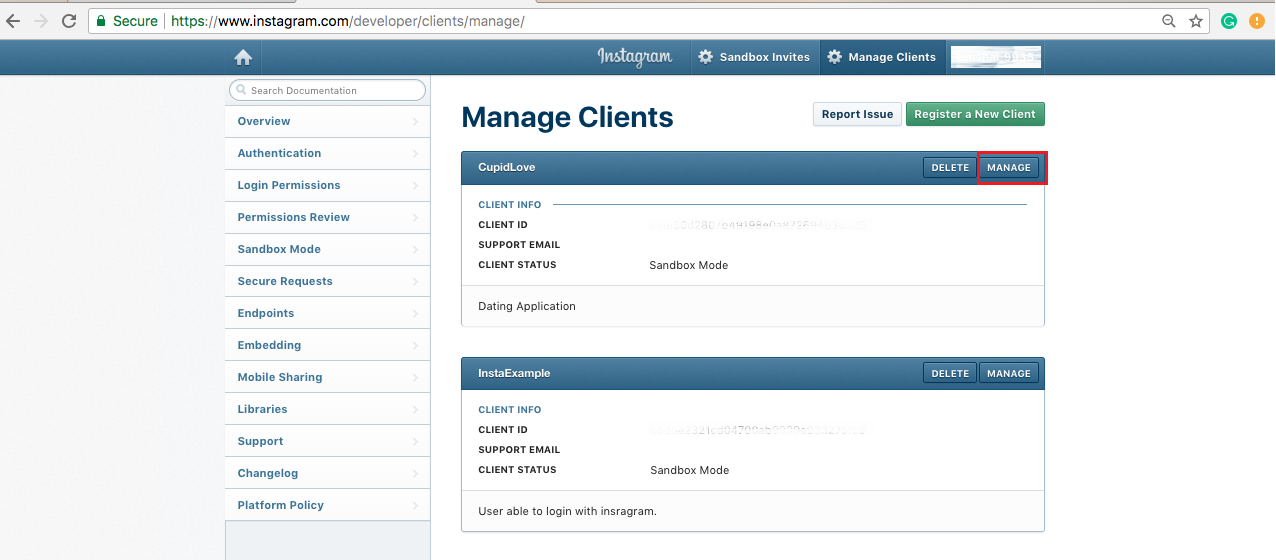 Secure https://www.instagram.com/developer/clients/manage/
Instagram Sandbox Invites Manage Clients
Search Documentation
Overview
Authentication
Login Permissions
Permissions Review
Sandbox Mode
Secure Requests
Endpoints
Embedding
Mobile Sharing
Libraries
Support
Changelog
Platform Policy
Manage Clients
Report Issue Register a New Client
CupidLove DELETE MANAGE
CLIENT INFO
CLIENT ID
SUPPORT EMAIL
CLIENT STATUS Sandbox Mode
Dating Application
InstaExample DELETE MANAGE
CLIENT INFO
CLIENT ID
SUPPORT EMAIL
CLIENT STATUS Sandbox Mode
User able to login with insragram.